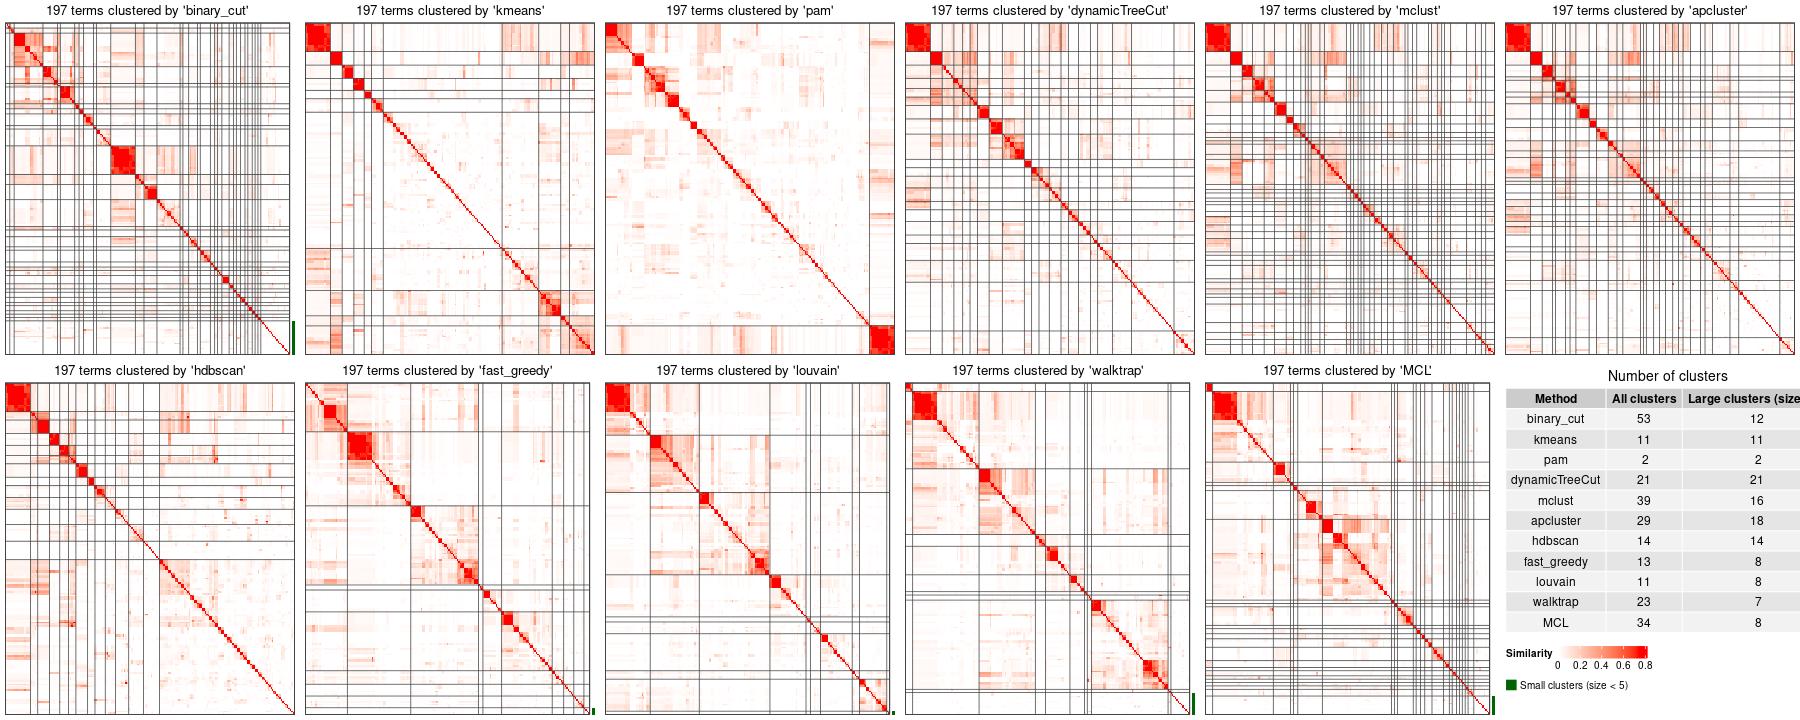 197 terms clustered by 'binary_cut'
197 terms clustered by 'kmeans'
197 terms clustered by 'pam'
197 terms clustered by 'dynamicTreeCut'
197 terms clustered by 'mclust'
197 terms clustered by 'apcluster'
197 terms clustered by 'hdbscan'
197 terms clustered by 'fast_greedy'
197 terms clustered by 'louvain'
197 terms clustered by 'walktrap'
197 terms clustered by 'MCL'
Number of clusters
Method All clusters Large clusters (size
binary_cut 53 12
kmeans 11 11
pam 2 2
dynamicTreeCut 21 21
mclust 39 16
apcluster 29 18
hdbscan 14 14
fast_greedy 13 8
louvain 11 8
walktrap 23 7
MCL 34 8
Similarity
0 0.2 0.4 0.6 0.8
Small clusters (size < 5)